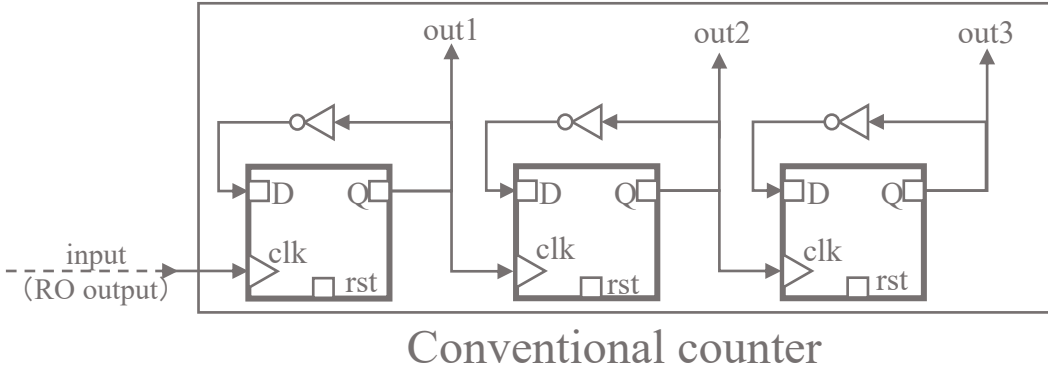 out1
out2
out3
D
Q
clk
rst
D
Q
clk
rst
D
Q
clk
rst
input
（RO output）
Conventional counter